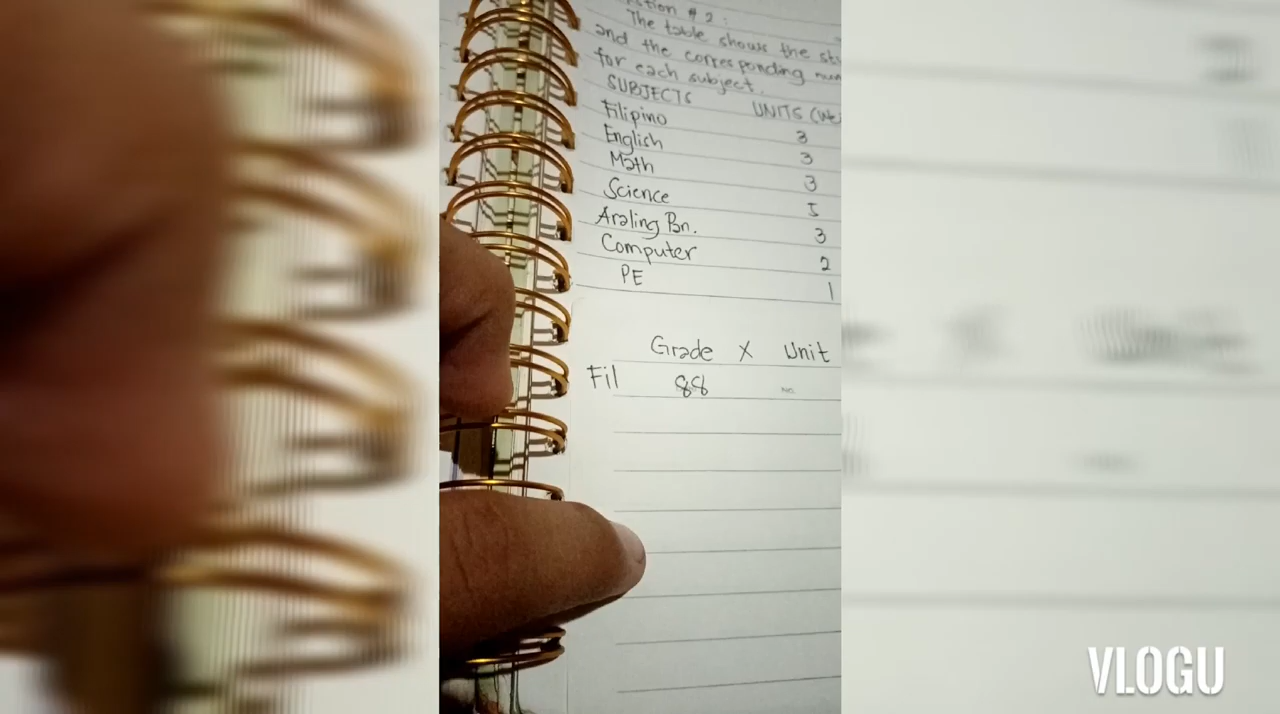 #2:
The table shows the
and the corresponding
for each subject.
SUBJECTS UNITS
Filipino 3
English 3
Math 3
Science 5
Araling Pan. 3
Computer 2
PE 1
Grade X Unit
Fil 88
VLOGU